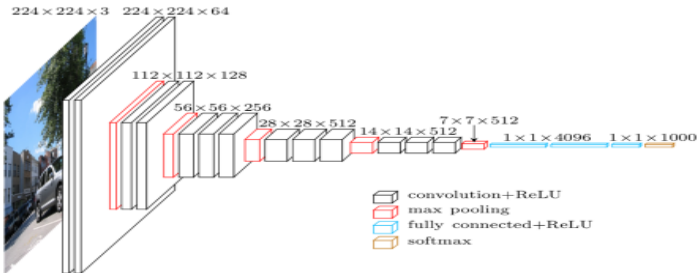 224×224×3
224×224×64
112×112×128
56×56×256
28×28×512
14×14×512
7×7×512
1×1×4096
1×1×1000
convolution+ReLU
max pooling
fully connected+ReLU
softmax